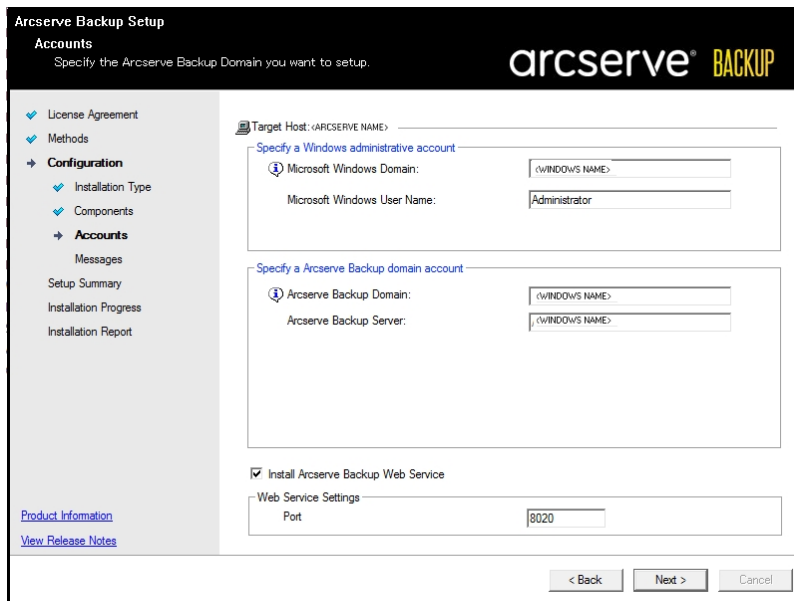 Arcserve Backup Setup
Accounts
Specify the Arcserve Backup Domain you want to setup.
arcserve® BACKUP
License Agreement
Methods
Configuration
Installation Type
Components
Accounts
Messages
Setup Summary
Installation Progress
Installation Report
Product Information
View Release Notes
Target Host: <ARCSERVE NAME>
Specify a Windows administrative account
Microsoft Windows Domain: <WINDOWS NAME>
Microsoft Windows User Name: Administrator
Specify a Arcserve Backup domain account
Arcserve Backup Domain: <WINDOWS NAME>
Arcserve Backup Server: <WINDOWS NAME>
Install Arcserve Backup Web Service
Web Service Settings
Port 8020
< Back Next > Cancel